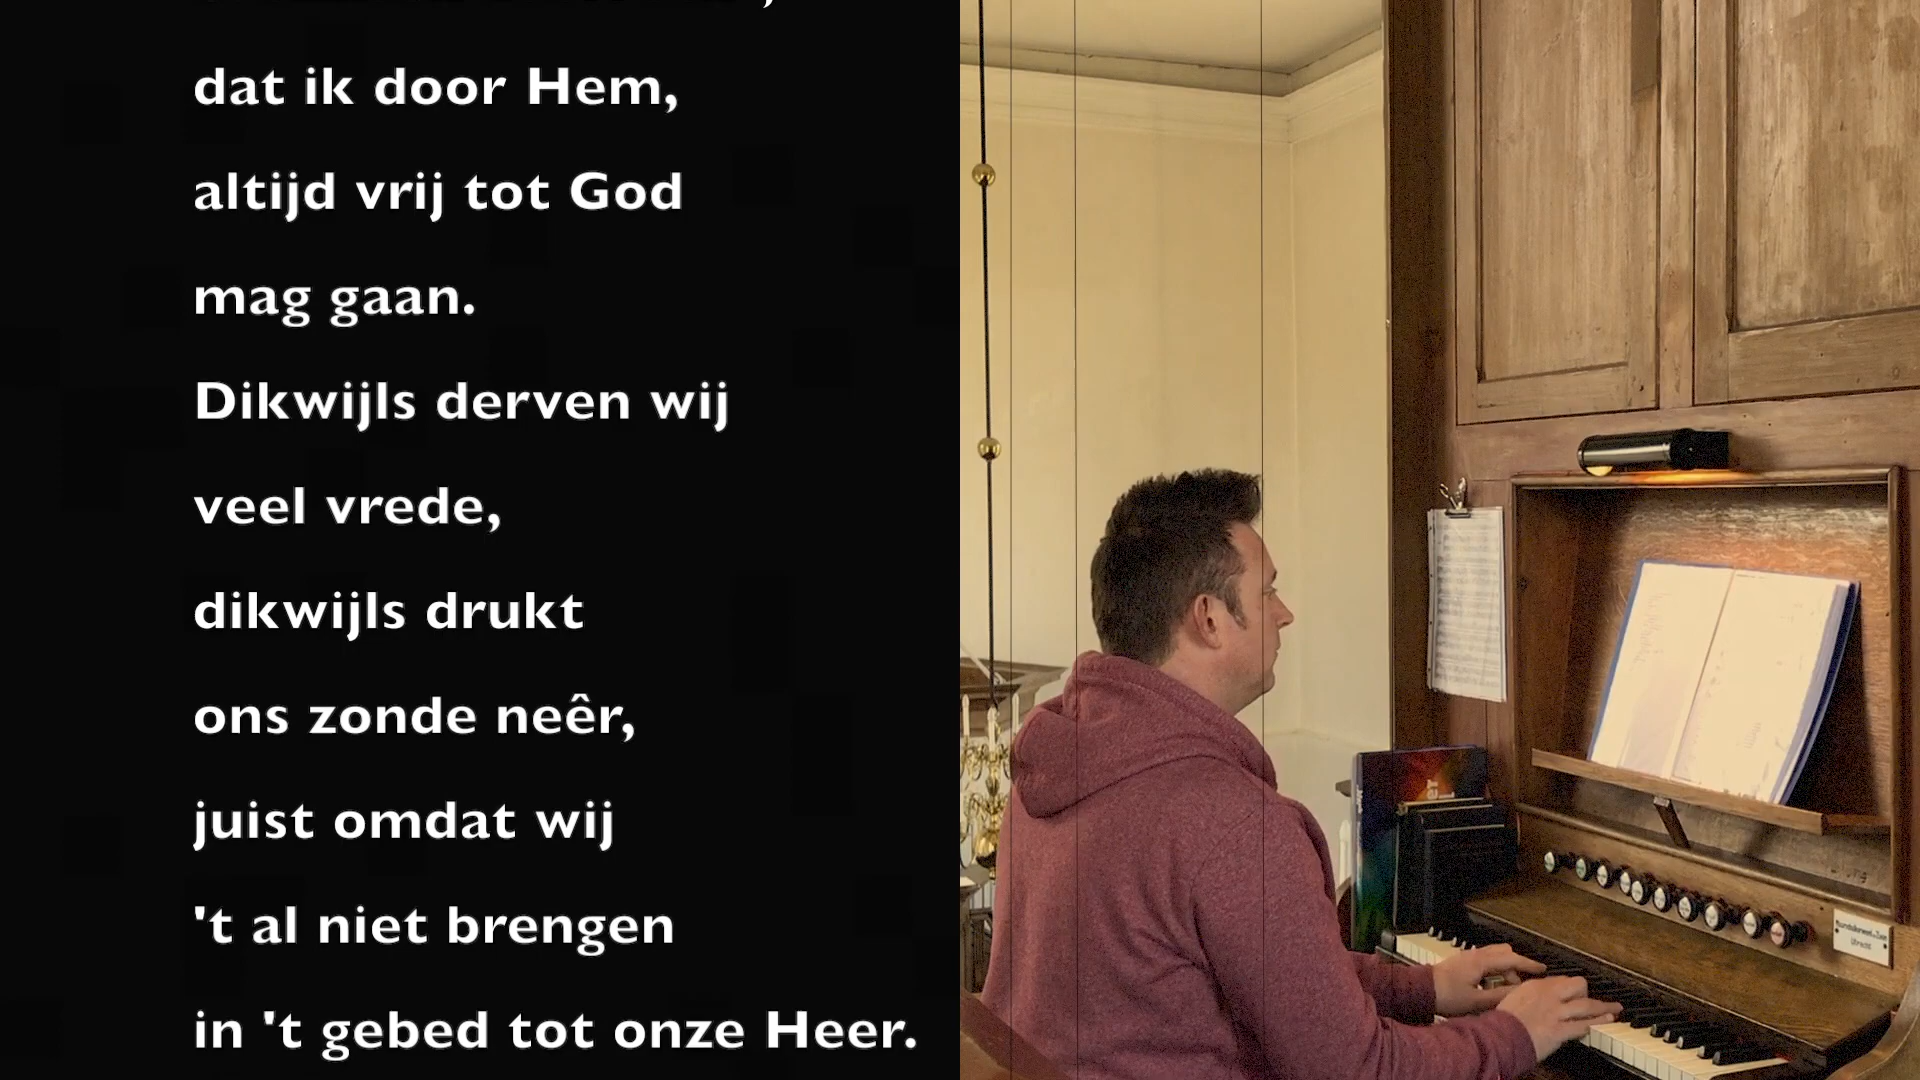 dat ik door Hem,
altijd vrij tot God
mag gaan.
Dikwijls derven wij
veel vrede,
dikwijls drukt
ons zonde neêr,
juist omdat wij
't al niet brengen
in 't gebed tot onze Heer.